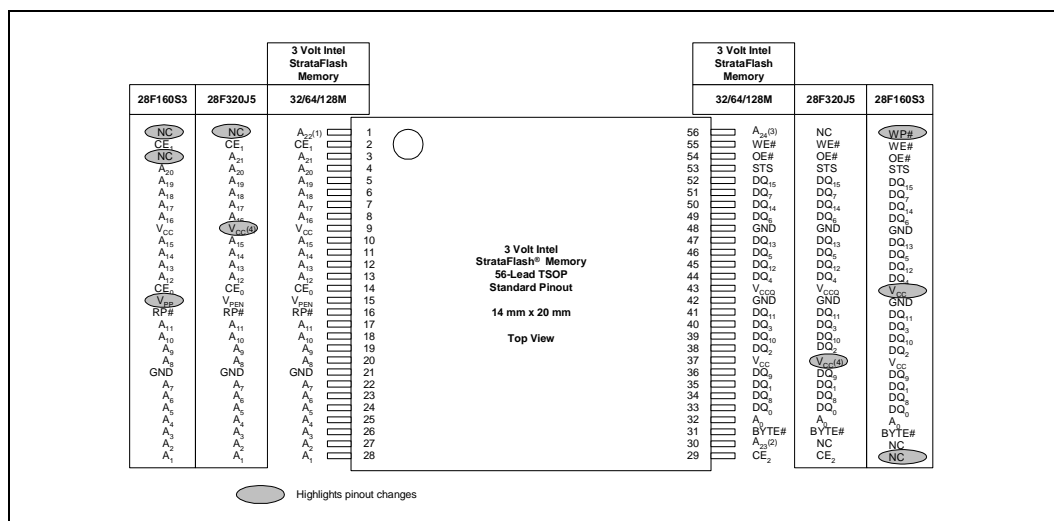 3 Volt Intel
StrataFlash
Memory
3 Volt Intel
StrataFlash
Memory
28F160S3 28F320J5 32/64/128M 32/64/128M 28F320J5 28F160S3
NC NC A22(1) 1 56 A24(3) NC WP#
CE1 CE1 CE1 2 55 WE# WE# WE#
NC A21 A21 3 54 OE# OE# OE#
A20 A20 A20 4 53 STS STS STS
A19 A19 A19 5 52 DQ15 DQ15 DQ15
A18 A18 A18 6 51 DQ7 DQ7 DQ7
A17 A17 A17 7 50 DQ14 DQ14 DQ14
A16 A16 A16 8 49 DQ6 DQ6 DQ6
VCC VCC(4) VCC 9 48 GND GND GND
A15 A15 A15 10 47 DQ13 DQ13 DQ13
A14 A14 A14 11 46 DQ5 DQ5 DQ5
A13 A13 A13 12 45 DQ12 DQ12 DQ12
A12 A12 A12 13 44 DQ4 DQ4 DQ4
CE0 CE0 CE0 14 43 VCCQ VCCQ VCC
VPP VPEN VPEN 15 42 GND GND GND
RP# RP# RP# 16 41 DQ11 DQ11 DQ11
A11 A11 A11 17 40 DQ3 DQ3 DQ3
A10 A10 A10 18 39 DQ10 DQ10 DQ10
A9 A9 A9 19 38 DQ2 DQ2 DQ2
A8 A8 A8 20 37 VCC VCC(4) VCC
GND GND GND 21 36 DQ9 DQ9 DQ9
A7 A7 A7 22 35 DQ1 DQ1 DQ1
A6 A6 A6 23 34 DQ8 DQ8 DQ8
A5 A5 A5 24 33 DQ0 DQ0 DQ0
A4 A4 A4 25 32 A0 A0 A0
A3 A3 A3 26 31 BYTE# BYTE# BYTE#
A2 A2 A2 27 30 A23(2) NC NC
A1 A1 A1 28 29 CE2 CE2 NC
3 Volt Intel
StrataFlash® Memory
56-Lead TSOP
Standard Pinout
14 mm x 20 mm
Top View
Highlights pinout changes